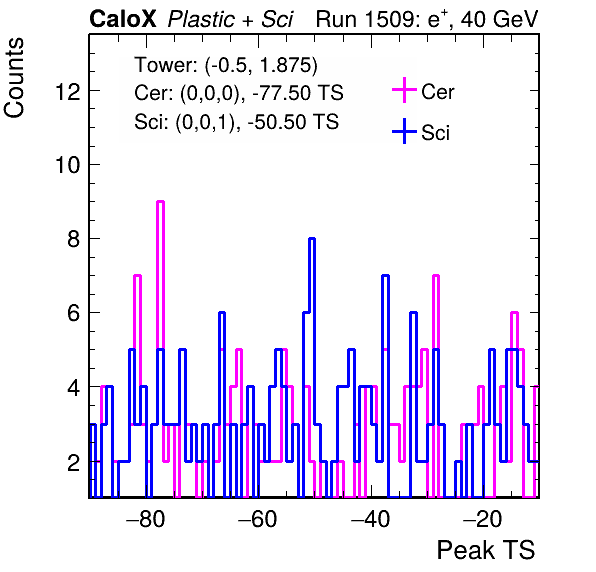 CaloX Plastic + Sci Run 1509: e+, 40 GeV
Counts
Tower: (-0.5, 1.875)
Cer: (0,0,0), -77.50 TS
Sci: (0,0,1), -50.50 TS
Cer
Sci
12
10
8
6
4
2
−80 −60 −40 −20
Peak TS